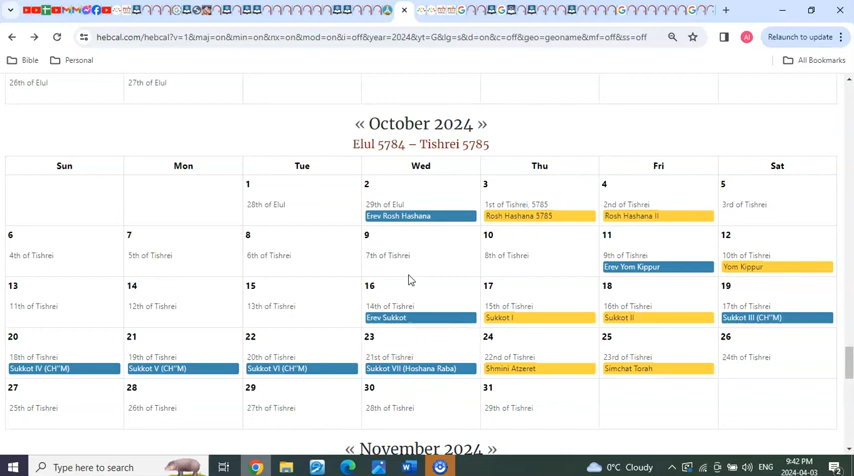 hebcal.com/hebcal?v=1&maj=on&min=on&nx=on&mod=on&i=off&year=2024&yt=G&lg=s&d=on&c=off&geo=geoname&mf=off&ss=off
AI
Relaunch to update
Bible
Personal
All Bookmarks
26th of Elul
27th of Elul
« October 2024 »
Elul 5784 – Tishrei 5785
Sun Mon Tue Wed Thu Fri Sat
1 2 3 4 5
28th of Elul 29th of Elul 1st of Tishrei, 5785 2nd of Tishrei 3rd of Tishrei
Erev Rosh Hashana Rosh Hashana 5785 Rosh Hashana II
6 7 8 9 10 11 12
4th of Tishrei 5th of Tishrei 6th of Tishrei 7th of Tishrei 8th of Tishrei 9th of Tishrei 10th of Tishrei
Erev Yom Kippur Yom Kippur
13 14 15 16 17 18 19
11th of Tishrei 12th of Tishrei 13th of Tishrei 14th of Tishrei 15th of Tishrei 16th of Tishrei 17th of Tishrei
Erev Sukkot Sukkot I Sukkot II Sukkot III (CH"M)
20 21 22 23 24 25 26
18th of Tishrei 19th of Tishrei 20th of Tishrei 21st of Tishrei 22nd of Tishrei 23rd of Tishrei 24th of Tishrei
Sukkot IV (CH"M) Sukkot V (CH"M) Sukkot VI (CH"M) Sukkot VII (Hoshana Raba) Shmini Atzeret Simchat Torah
27 28 29 30 31
25th of Tishrei 26th of Tishrei 27th of Tishrei 28th of Tishrei 29th of Tishrei
« November 2024 »
Type here to search
0°C Cloudy
ENG
9:42 PM
2024-04-03